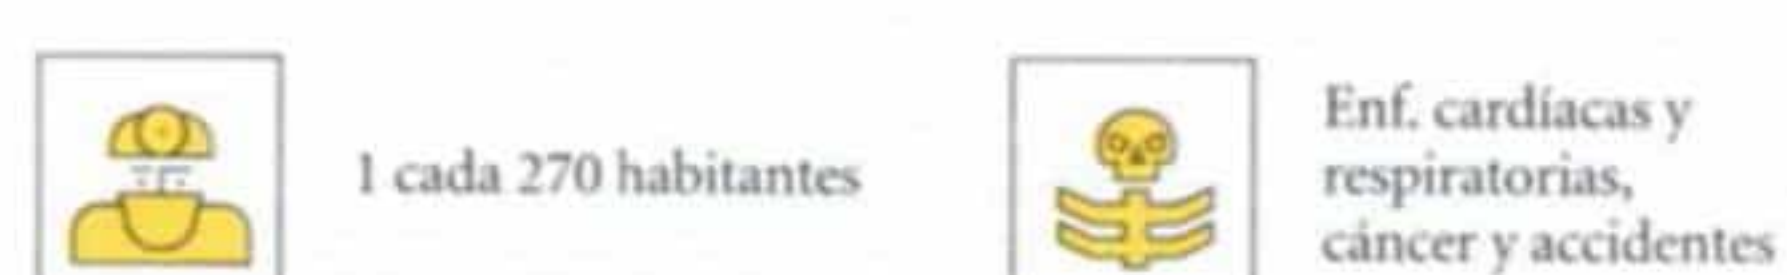 1 cada 270 habitantes
Enf. cardíacas y
respiratorias,
cáncer y accidentes